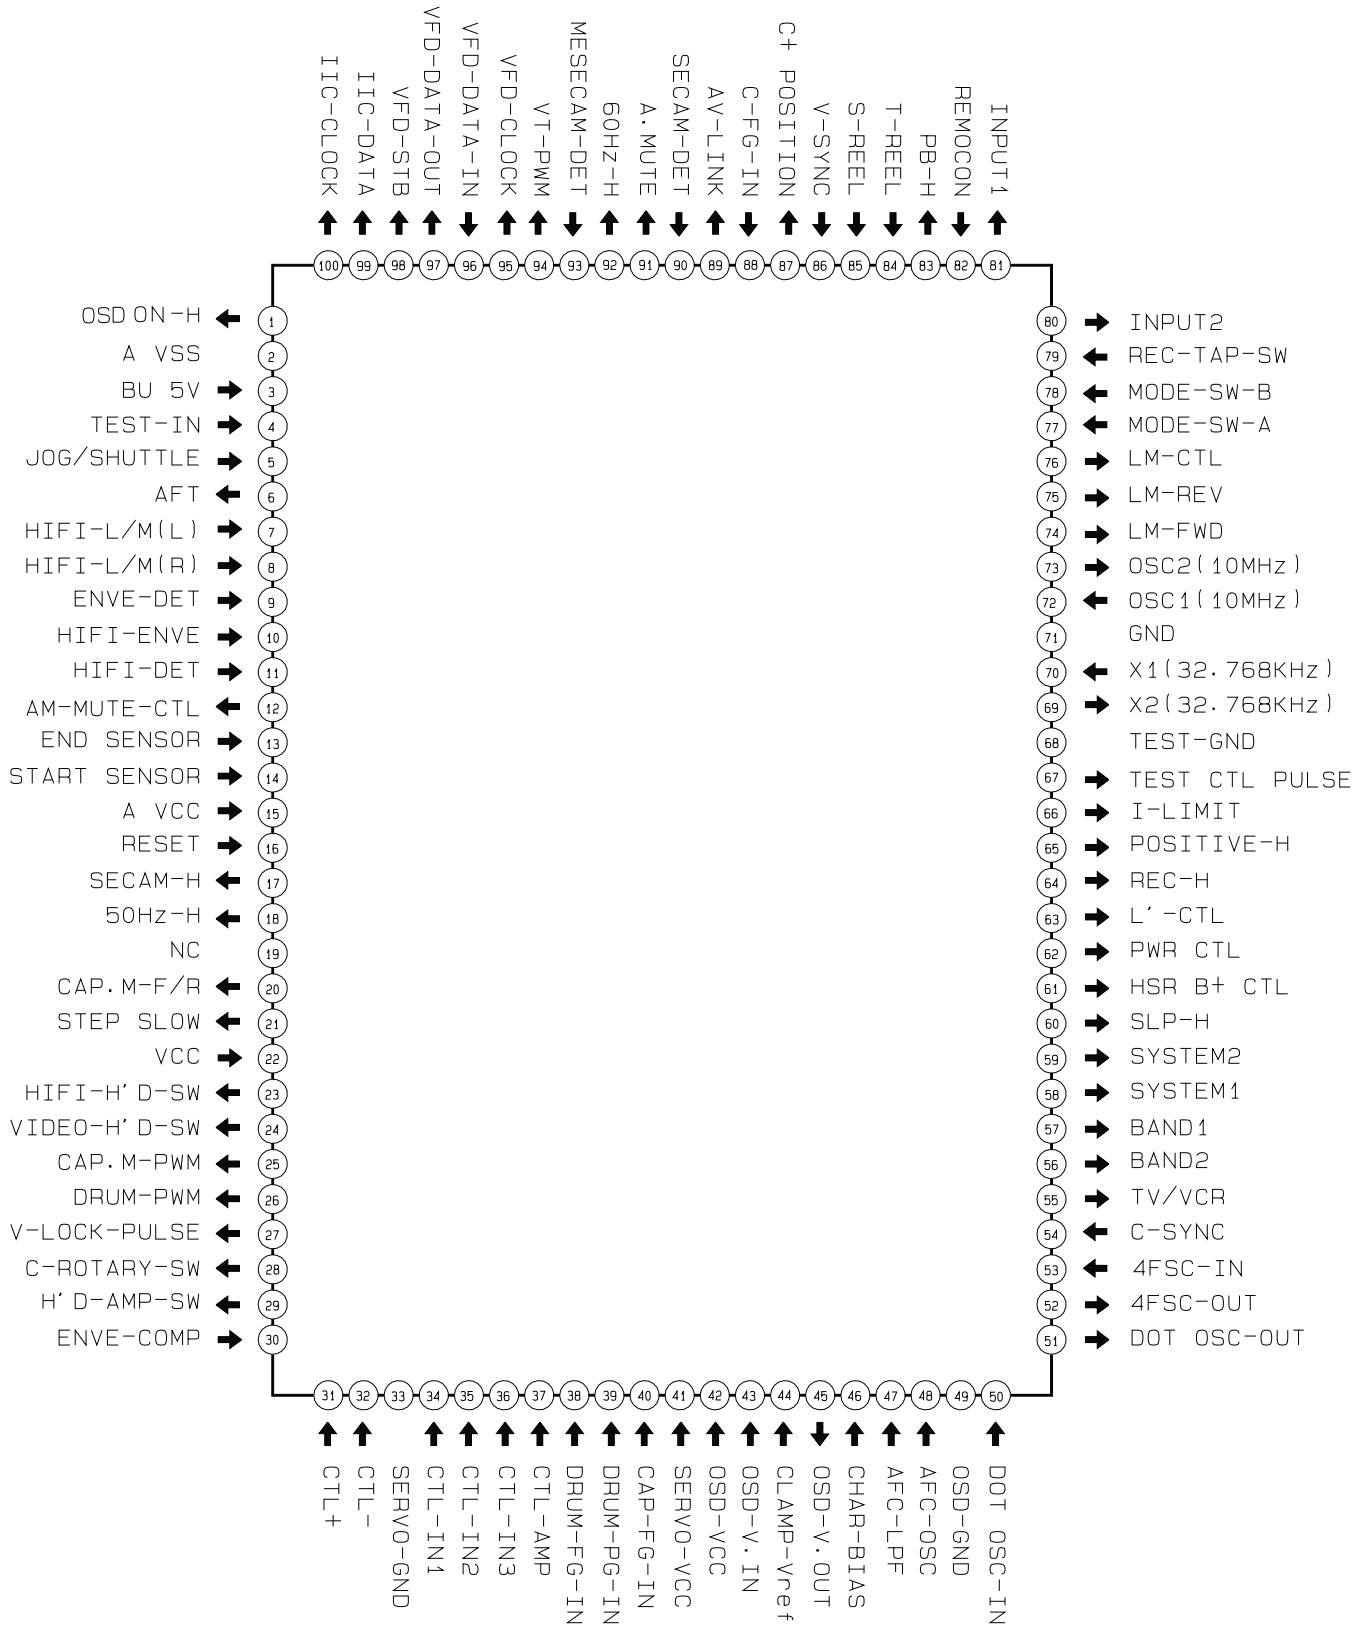 IIC-CLOCK
IIC-DATA
VFD-STB
VFD-DATA-OUT
VFD-DATA-IN
VFD-CLOCK
VT-PWM
MESECAM-DET
60Hz-H
A.MUTE
SECAM-DET
AV-LINK
C-FG-IN
C+ POSITION
V-SYNC
S-REEL
T-REEL
PB-H
REMOCON
INPUT1
100 99 98 97 96 95 94 93 92 91 90 89 88 87 86 85 84 83 82 81
OSD ON-H 1
A VSS 2
BU 5V 3
TEST-IN 4
JOG/SHUTTLE 5
AFT 6
HIFI-L/M(L) 7
HIFI-L/M(R) 8
ENVE-DET 9
HIFI-ENVE 10
HIFI-DET 11
AM-MUTE-CTL 12
END SENSOR 13
START SENSOR 14
A VCC 15
RESET 16
SECAM-H 17
50Hz-H 18
NC 19
CAP.M-F/R 20
STEP SLOW 21
VCC 22
HIFI-H'D-SW 23
VIDEO-H'D-SW 24
CAP.M-PWM 25
DRUM-PWM 26
V-LOCK-PULSE 27
C-ROTARY-SW 28
H'D-AMP-SW 29
ENVE-COMP 30
80 INPUT2
79 REC-TAP-SW
78 MODE-SW-B
77 MODE-SW-A
76 LM-CTL
75 LM-REV
74 LM-FWD
73 OSC2(10MHz)
72 OSC1(10MHz)
71 GND
70 X1(32.768KHz)
69 X2(32.768KHz)
68 TEST-GND
67 TEST CTL PULSE
66 I-LIMIT
65 POSITIVE-H
64 REC-H
63 L'-CTL
62 PWR CTL
61 HSR B+ CTL
60 SLP-H
59 SYSTEM2
58 SYSTEM1
57 BAND1
56 BAND2
55 TV/VCR
54 C-SYNC
53 4FSC-IN
52 4FSC-OUT
51 DOT OSC-OUT
31 32 33 34 35 36 37 38 39 40 41 42 43 44 45 46 47 48 49 50
CTL+
CTL-
SERVO-GND
CTL-IN1
CTL-IN2
CTL-IN3
CTL-AMP
DRUM-FG-IN
DRUM-PG-IN
CAP-FG-IN
SERVO-VCC
OSD-VCC
OSD-V.IN
CLAMP-Vref
OSD-V.OUT
CHAR-BIAS
AFC-LPF
AFC-OSC
OSD-GND
DOT OSC-IN